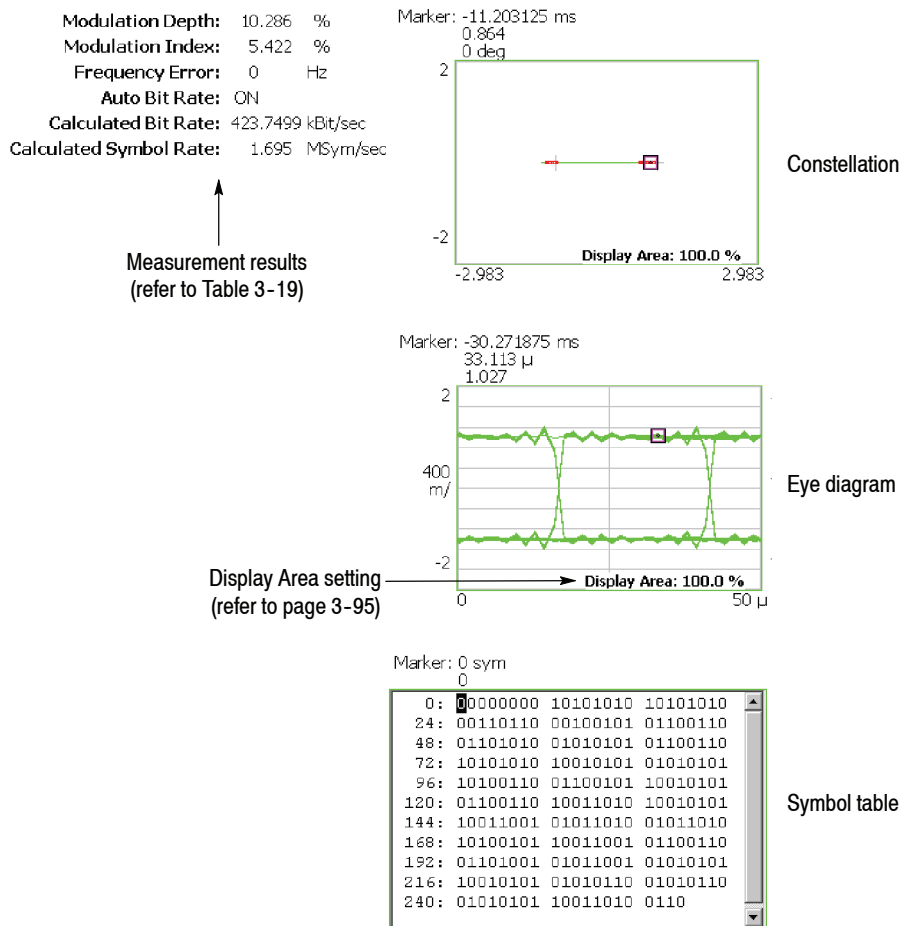 Modulation Depth: 10.286 %
Modulation Index: 5.422 %
Frequency Error: 0 Hz
Auto Bit Rate: ON
Calculated Bit Rate: 423.7499 kBit/sec
Calculated Symbol Rate: 1.695 MSym/sec
Measurement results
(refer to Table 3-19)
Marker: -11.203125 ms
0.864
0 deg
2
-2
Display Area: 100.0 %
-2.983 2.983
Constellation
Marker: -30.271875 ms
33.113 µ
1.027
2
400
m/
-2
Display Area: 100.0 %
0 50 µ
Eye diagram
Display Area setting
(refer to page 3-95)
Marker: 0 sym
0
0: 00000000 10101010 10101010
24: 00110110 00100101 01100110
48: 01101010 01010101 01100110
72: 10101010 10010101 01010101
96: 10100110 01100101 10010101
120: 01100110 10011010 10010101
144: 10011001 01011010 01011010
168: 10100101 10011001 01100110
192: 01101001 01011001 01010101
216: 10010101 01010110 01010110
240: 01010101 10011010 0110
Symbol table